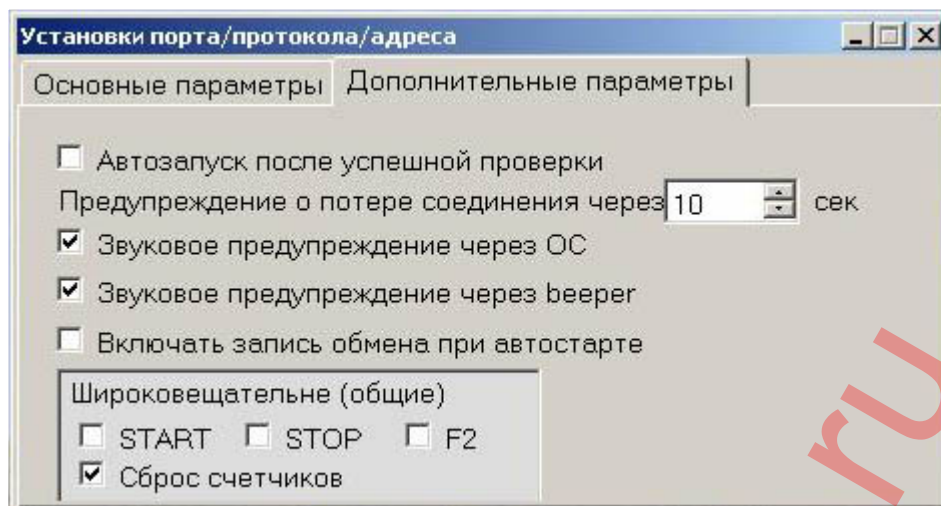 Установки порта/протокола/адреса
Основные параметры Дополнительные параметры
Автозапуск после успешной проверки
Предупреждение о потере соединения через 10 сек
Звуковое предупреждение через ОС
Звуковое предупреждение через beeper
Включать запись обмена при автостарте
Широковещательне (общие)
START STOP F2
Сброс счетчиков
ru